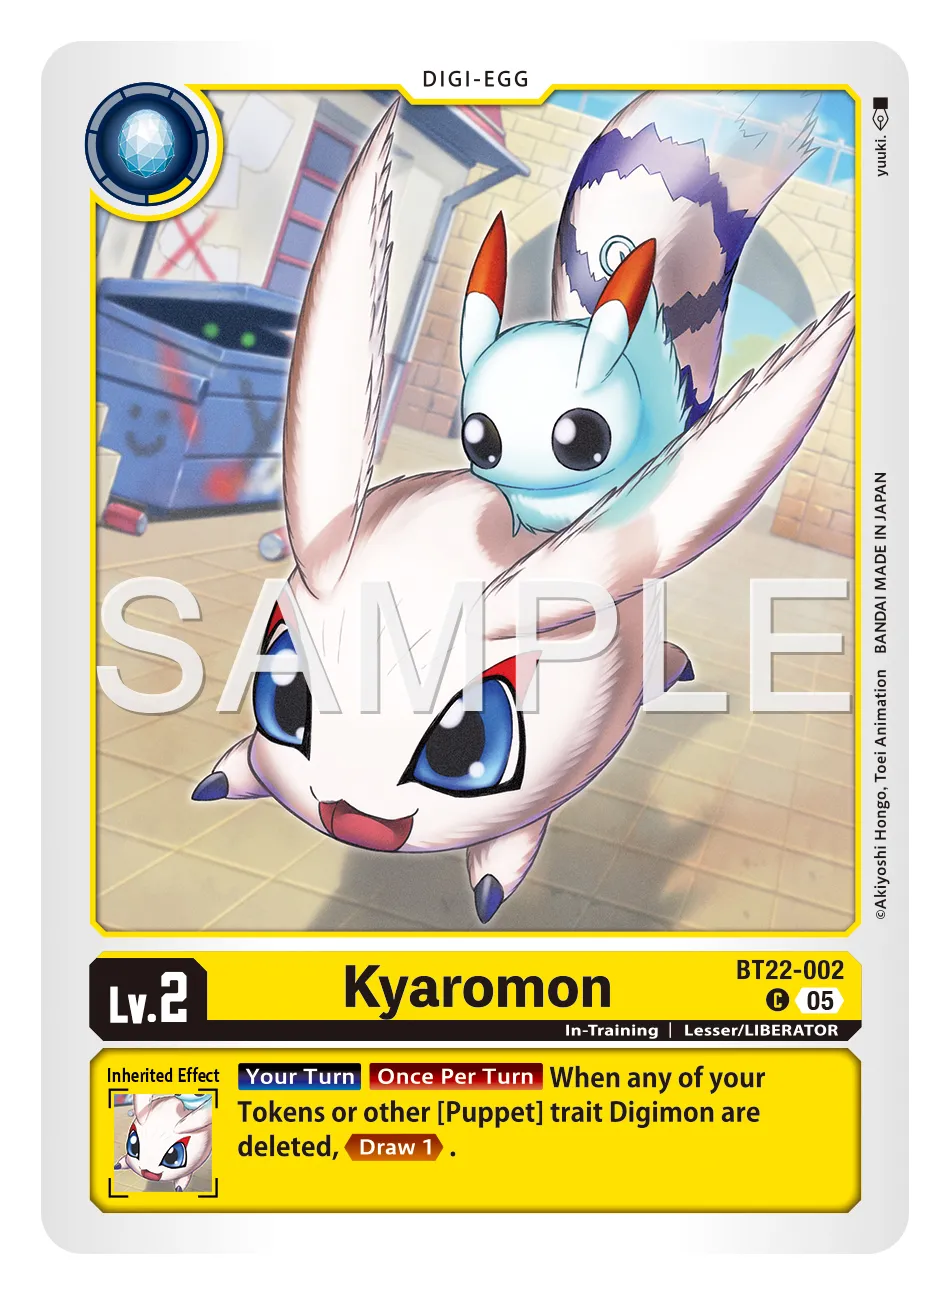 DIGI-EGG
yuuki.
SAMPLE
©Akiyoshi Hongo, Toei Animation BANDAI MADE IN JAPAN
Lv.2
Kyaromon
BT22-002
C 05
In-Training | Lesser/LIBERATOR
Inherited Effect
Your Turn Once Per Turn When any of your
Tokens or other [Puppet] trait Digimon are
deleted, Draw 1 .